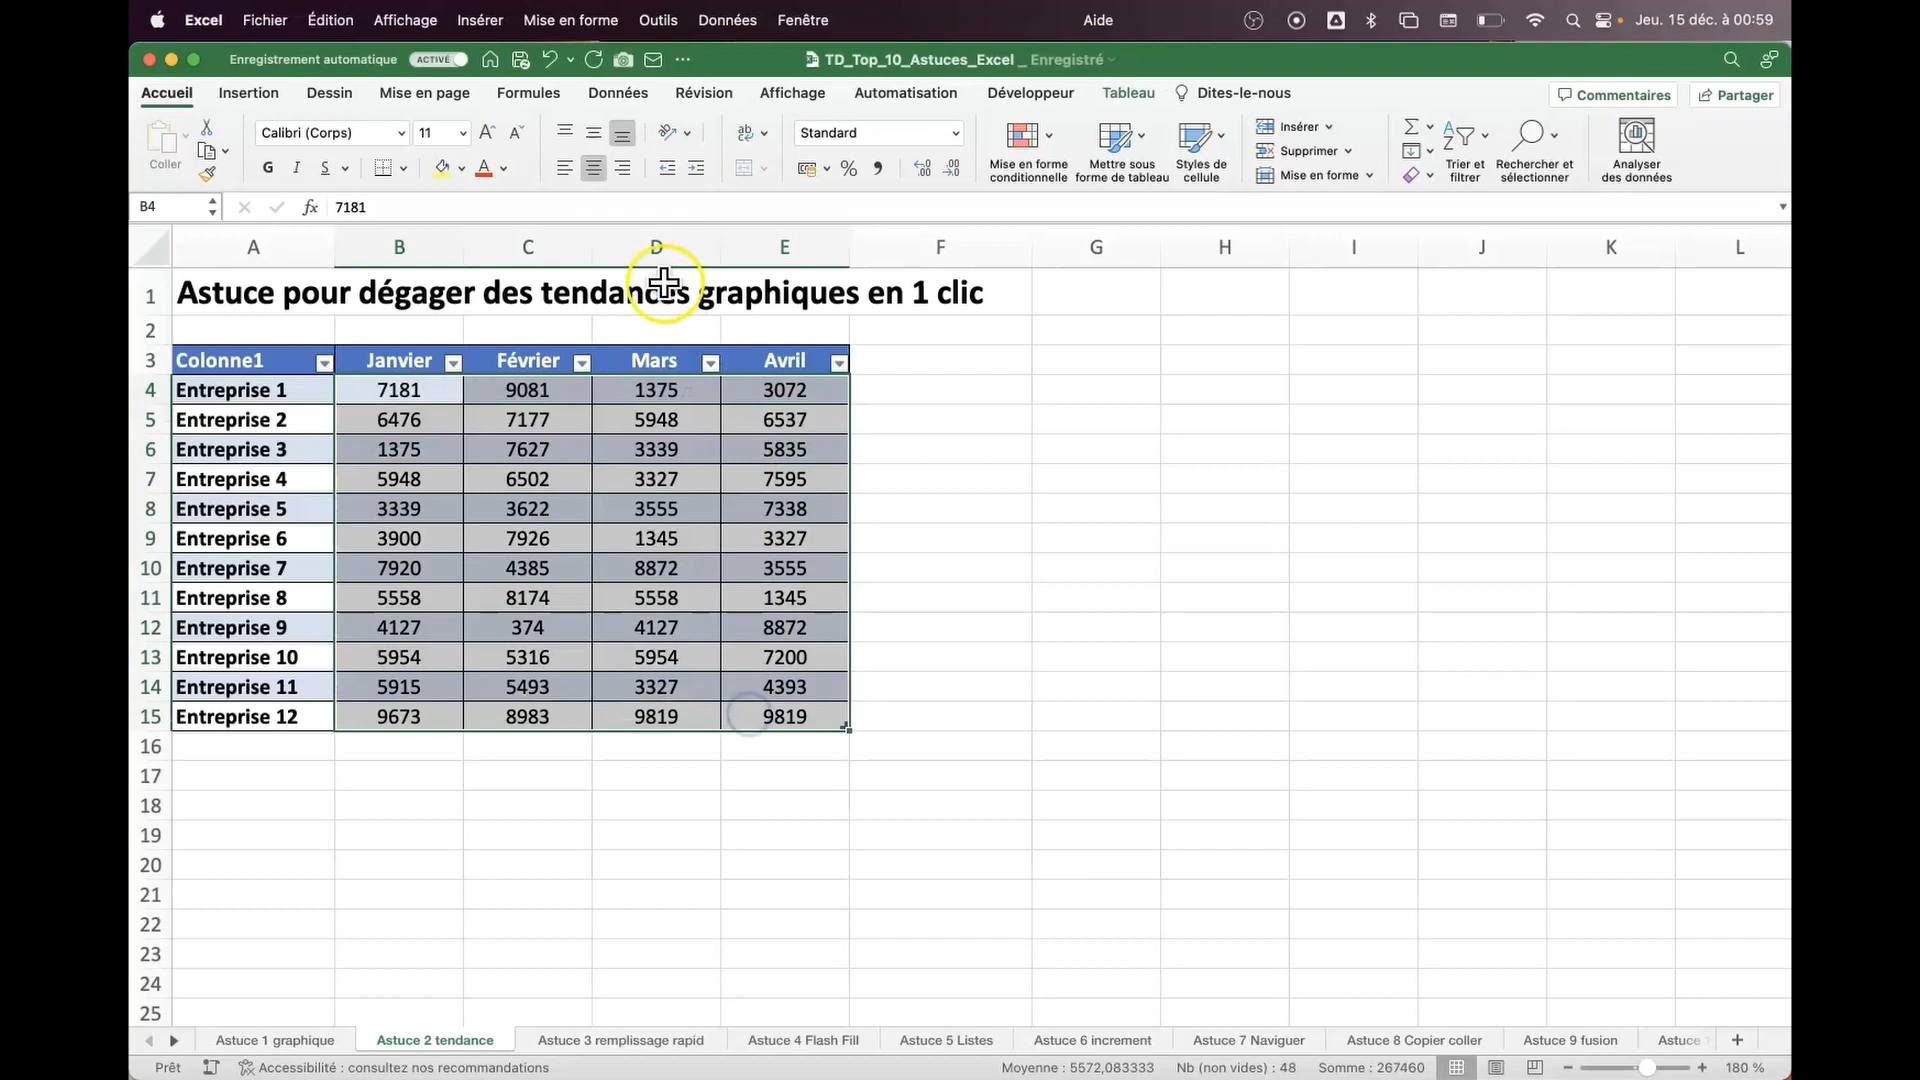 Excel Fichier Édition Affichage Insérer Mise en forme Outils Données Fenêtre Aide Jeu. 15 déc. à 00:59
Enregistrement automatique ACTIVÉ TD_Top_10_Astuces_Excel _ Enregistré
Accueil Insertion Dessin Mise en page Formules Données Révision Affichage Automatisation Développeur Tableau Dites-le-nous Commentaires Partager
Coller Calibri (Corps) 11 Standard Insérer
G I S Supprimer
Mise en forme conditionnelle Mettre sous forme de tableau Styles de cellule Mise en forme Trier et filtrer Rechercher et sélectionner Analyser des données
B4 fx 7181
A B C D E F G H I J K L
1 Astuce pour dégager des tendances graphiques en 1 clic
2
3 Colonne1 Janvier Février Mars Avril
4 Entreprise 1 7181 9081 1375 3072
5 Entreprise 2 6476 7177 5948 6537
6 Entreprise 3 1375 7627 3339 5835
7 Entreprise 4 5948 6502 3327 7595
8 Entreprise 5 3339 3622 3555 7338
9 Entreprise 6 3900 7926 1345 3327
10 Entreprise 7 7920 4385 8872 3555
11 Entreprise 8 5558 8174 5558 1345
12 Entreprise 9 4127 374 4127 8872
13 Entreprise 10 5954 5316 5954 7200
14 Entreprise 11 5915 5493 3327 4393
15 Entreprise 12 9673 8983 9819 9819
16
17
18
19
20
21
22
23
24
25
Astuce 1 graphique Astuce 2 tendance Astuce 3 remplissage rapid Astuce 4 Flash Fill Astuce 5 Listes Astuce 6 increment Astuce 7 Naviguer Astuce 8 Copier coller Astuce 9 fusion Astuce
Prêt Accessibilité : consultez nos recommandations Moyenne : 5572,083333 Nb (non vides) : 48 Somme : 267460 180 %